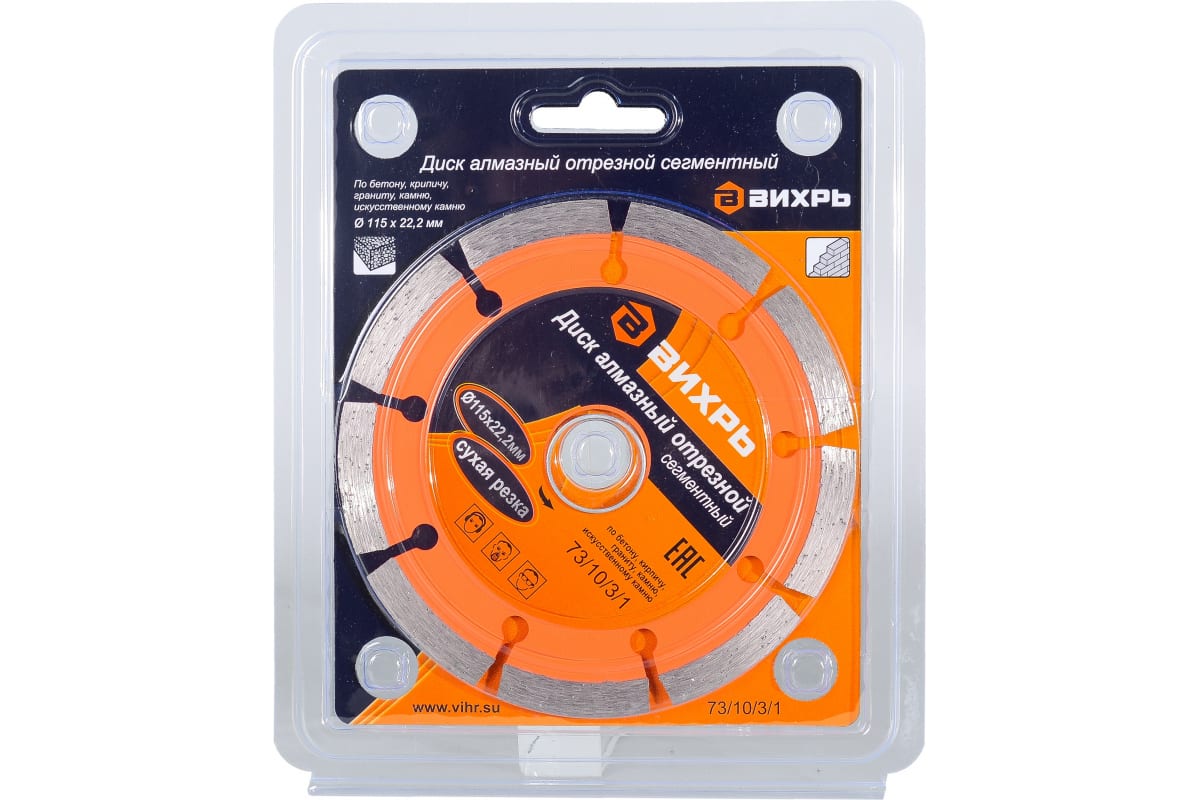 Диск алмазный отрезной сегментный
По бетону, крипичу,
граниту, камню,
искусственному камню
Ø 115 x 22,2 мм
В ВИХРЬ
В
ВИХРЬ
Диск алмазный отрезной
сегментный
Ø115x22,2мм
сухая резка
по бетону, кирпичу,
граниту, камню,
искусственному камню
73/10/3/1
EAC
www.vihr.su
73/10/3/1